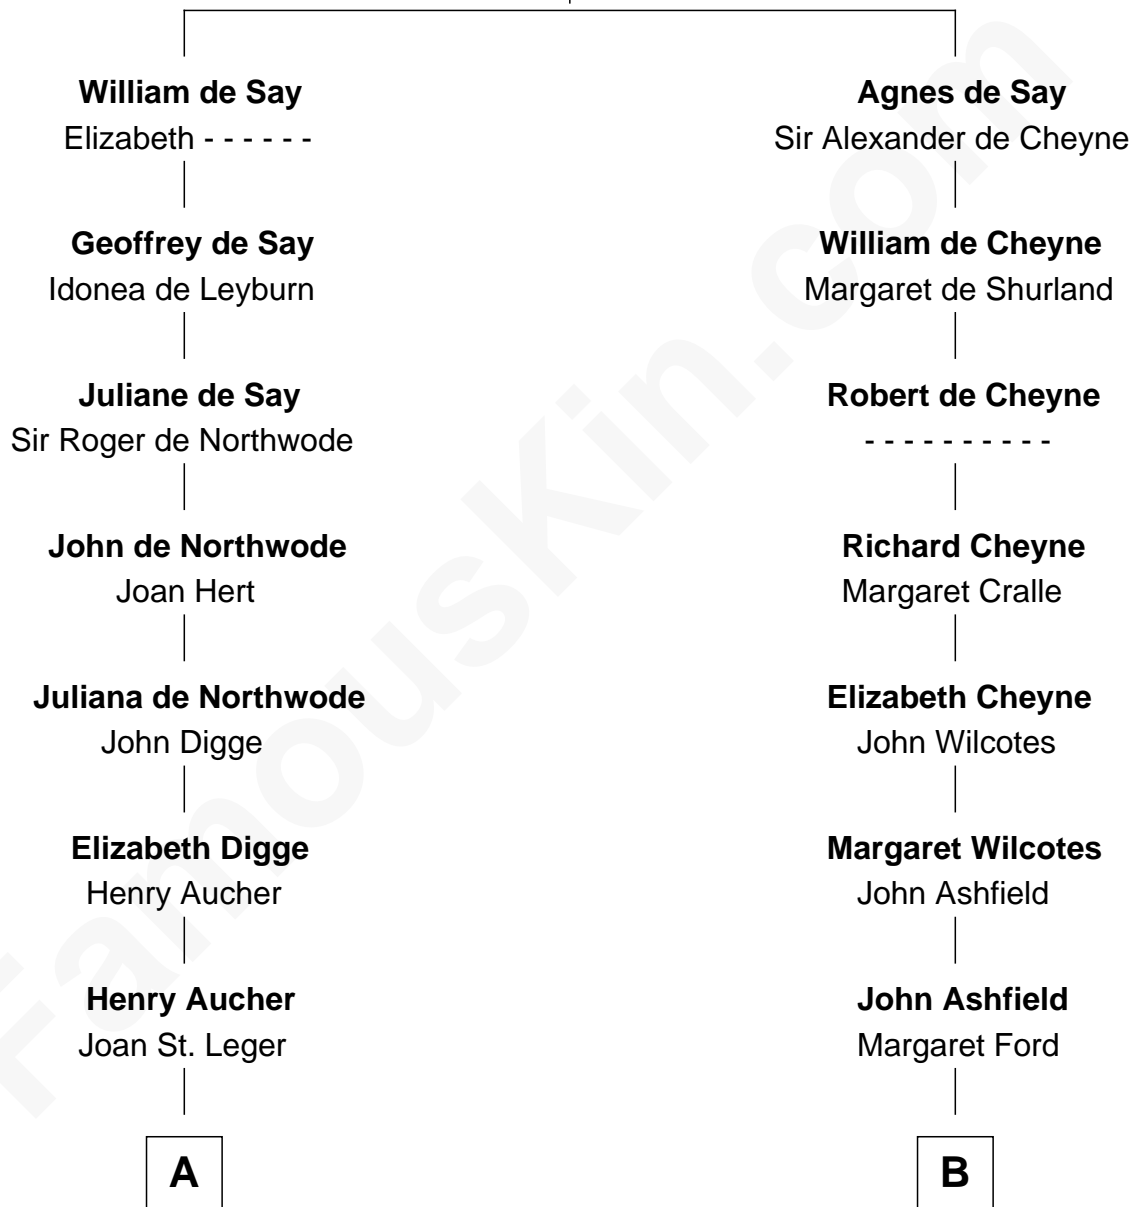 William de Say
Elizabeth - - - - - -
Agnes de Say
Sir Alexander de Cheyne
Geoffrey de Say
Idonea de Leyburn
William de Cheyne
Margaret de Shurland
Juliane de Say
Sir Roger de Northwode
Robert de Cheyne
- - - - - - - - - -
John de Northwode
Joan Hert
Richard Cheyne
Margaret Cralle
Juliana de Northwode
John Digge
Elizabeth Cheyne
John Wilcotes
Elizabeth Digge
Henry Aucher
Margaret Wilcotes
John Ashfield
Henry Aucher
Joan St. Leger
John Ashfield
Margaret Ford
A
B
FamousKin.com